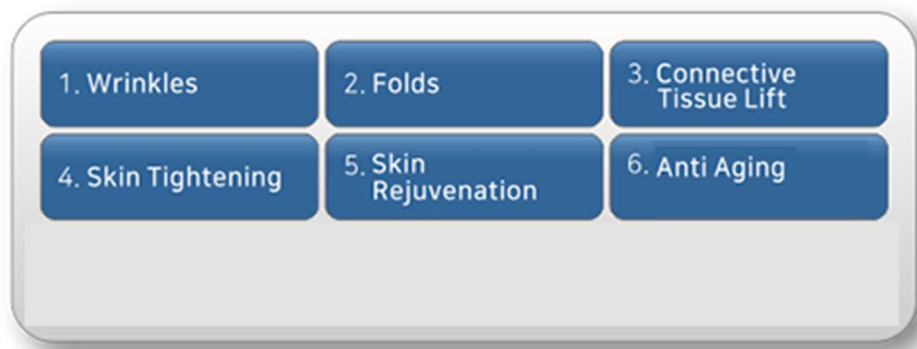 1. Wrinkles
2. Folds
3. Connective
Tissue Lift
4. Skin Tightening
5. Skin
Rejuvenation
6. Anti Aging